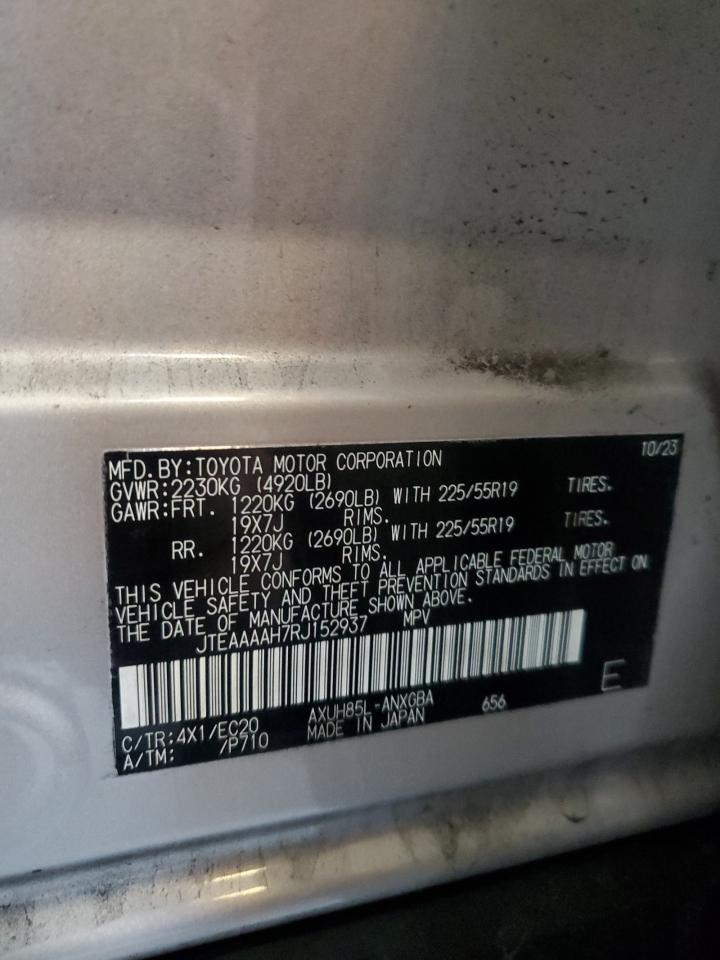 10/23
MFD. BY:TOYOTA MOTOR CORPORATION
GVWR:2230KG (4920LB)
GAWR:FRT. 1220KG (2690LB) WITH 225/55R19 TIRES.
19X7J RIMS.
RR. 1220KG (2690LB) WITH 225/55R19 TIRES.
19X7J RIMS.
THIS VEHICLE CONFORMS TO ALL APPLICABLE FEDERAL MOTOR
VEHICLE SAFETY AND THEFT PREVENTION STANDARDS IN EFFECT ON
THE DATE OF MANUFACTURE SHOWN ABOVE.
JTEAAAAH7RJ152937 MPV
E
C/TR:4X1/EC20 AXUH85L-ANXGBA 656
A/TM: /P710 MADE IN JAPAN